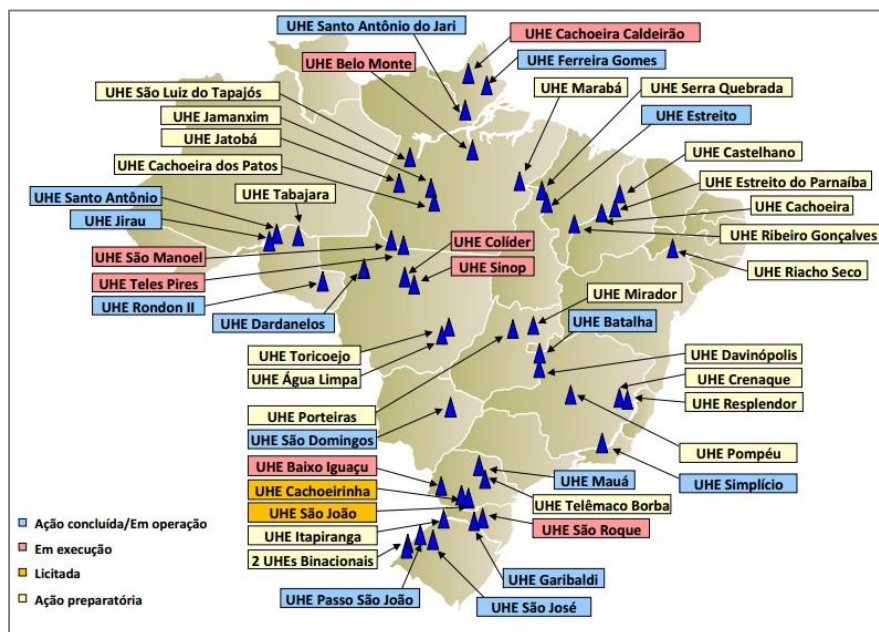 UHE Santo Antônio do Jari
UHE Cachoeira Caldeirão
UHE Belo Monte
UHE Ferreira Gomes
UHE São Luiz do Tapajós
UHE Marabá
UHE Serra Quebrada
UHE Jamanxim
UHE Estreito
UHE Jatobá
UHE Cachoeira dos Patos
UHE Castelhano
UHE Estreito do Parnaíba
UHE Santo Antônio
UHE Tabajara
UHE Cachoeira
UHE Jirau
UHE Ribeiro Gonçalves
UHE São Manoel
UHE Colíder
UHE Riacho Seco
UHE Teles Pires
UHE Sinop
UHE Rondon II
UHE Mirador
UHE Dardanelos
UHE Batalha
UHE Toricoejo
UHE Davinópolis
UHE Água Limpa
UHE Crenaque
UHE Resplendor
UHE Porteiras
UHE São Domingos
UHE Pompéu
UHE Baixo Iguaçu
UHE Mauá
UHE Simplício
UHE Cachoeirinha
UHE Telêmaco Borba
UHE São João
UHE São Roque
UHE Itapiranga
2 UHEs Binacionais
UHE Garibaldi
UHE Passo São João
UHE São José
Ação concluída/Em operação
Em execução
Licitada
Ação preparatória